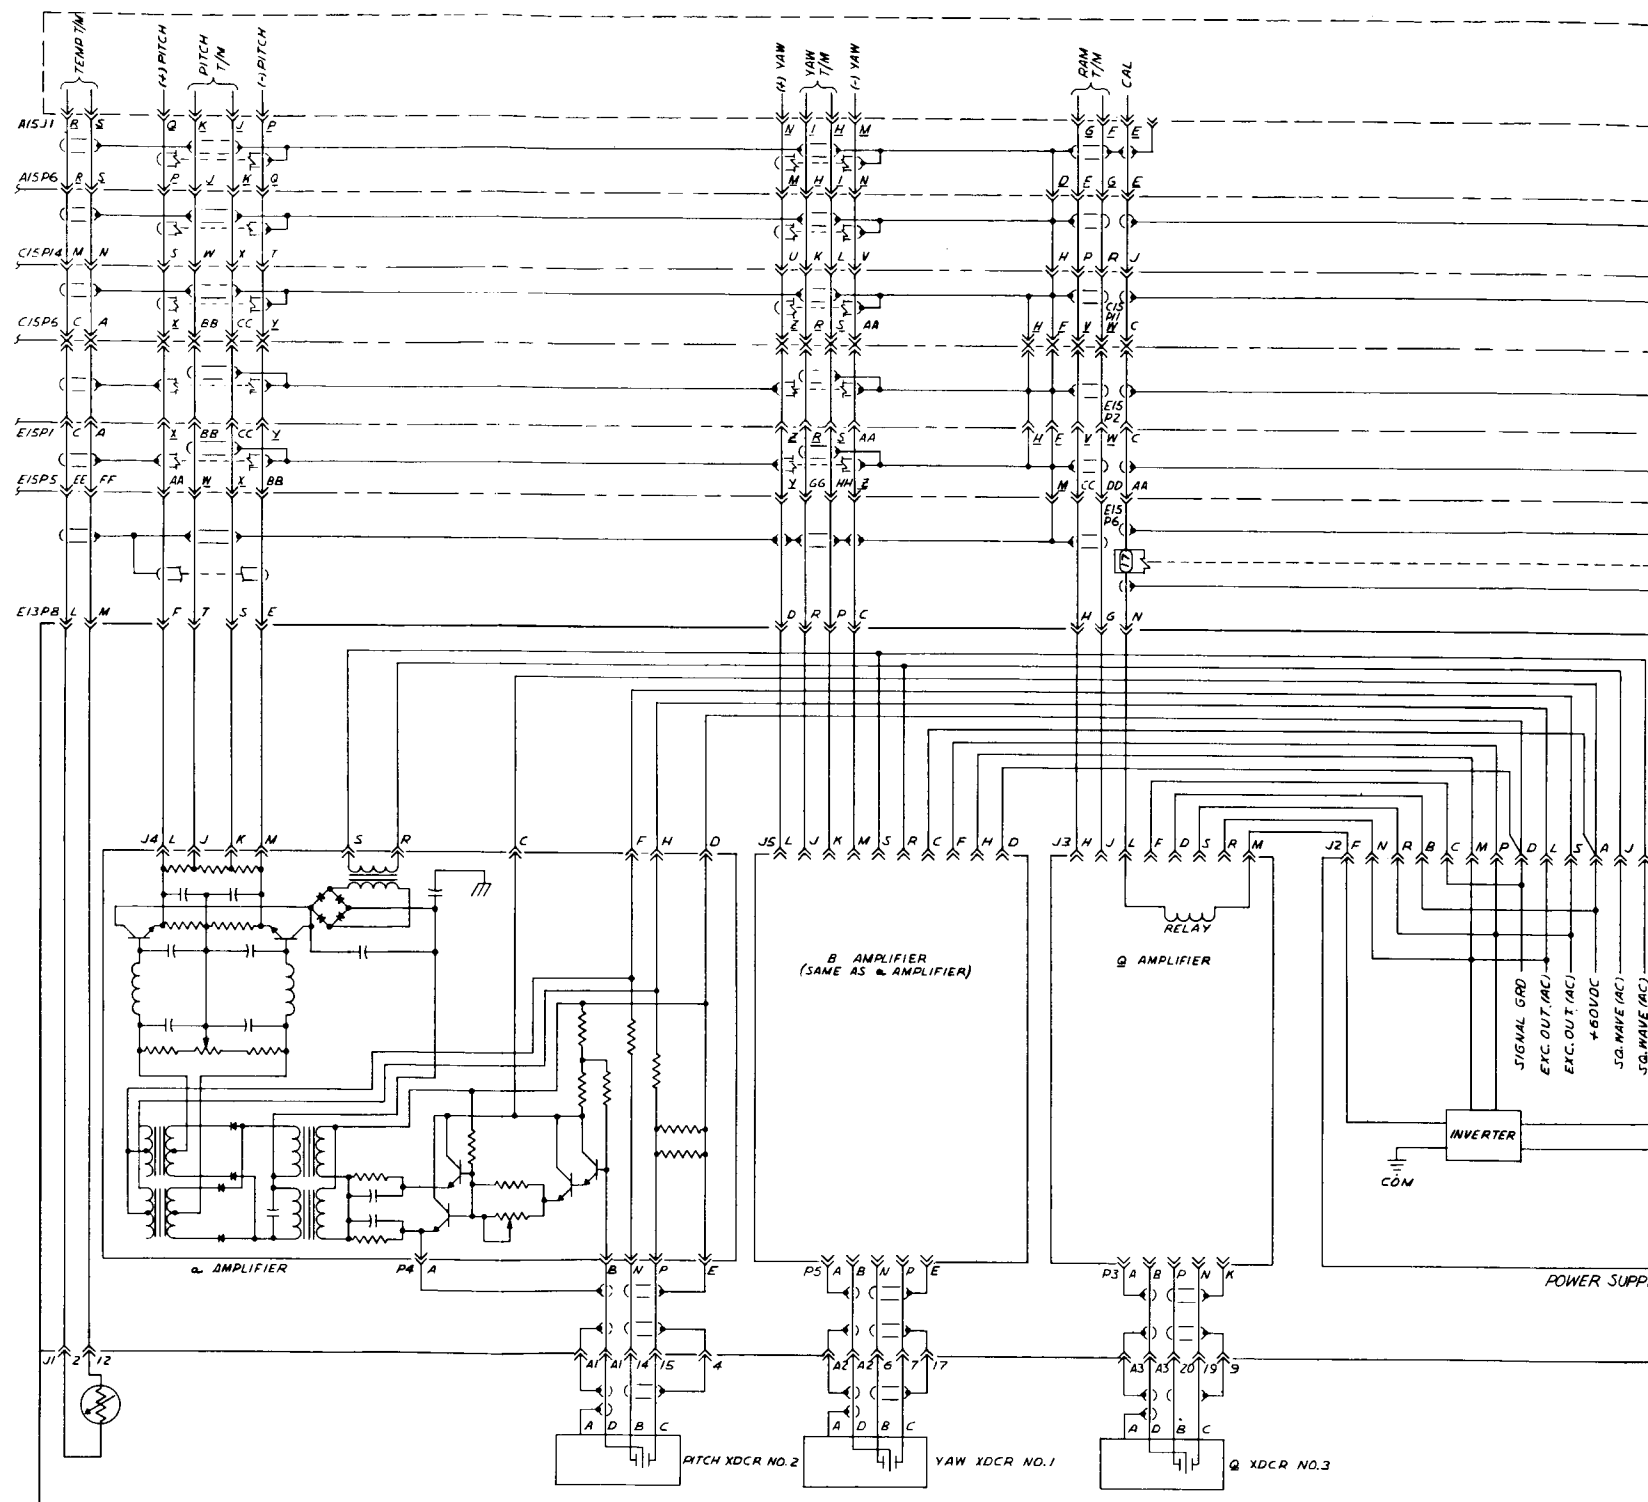 TEMP T/M
(+) PITCH
PITCH T/M
(-) PITCH
(+) YAW
YAW T/M
(-) YAW
RAM T/M
CAL
A15J1 R S Q K J P N I H M G F E
A15P6 R S P J K Q M H I N D E G E
C15P14 M N S W X T U K L V H P R J
C15 P11
C15P6 C A X BB CC Y Z R S AA H F V W C
E15 P2
E15P1 C A X BB CC Y Z R S AA H F V W C
E15P5 EE FF AA W X BB Y GG HH Z M CC DD AA
E15 P6
17
E13P8 L M F T S E D R P C H G N
J4 L J K M S R C F H D J5 L J K M S R C F H D J3 H J L F D S R M J2 F N R B C M P D L S A J
RELAY
B AMPLIFIER
(SAME AS α AMPLIFIER)
Q AMPLIFIER
SIGNAL GRD
EXC. OUT. (AC)
EXC. OUT. (AC)
+60VDC
SQ. WAVE (AC)
SQ. WAVE (AC)
INVERTER
COM
α AMPLIFIER
P4 A B N P E P5 A B N P E P3 A B P N K
POWER SUPP
J1 2 12 A1 A1 14 15 4 A2 A2 6 7 17 A3 A3 20 19 9
A D B C A D B C A D B C
PITCH XDCR NO. 2
YAW XDCR NO. 1
Q XDCR NO. 3